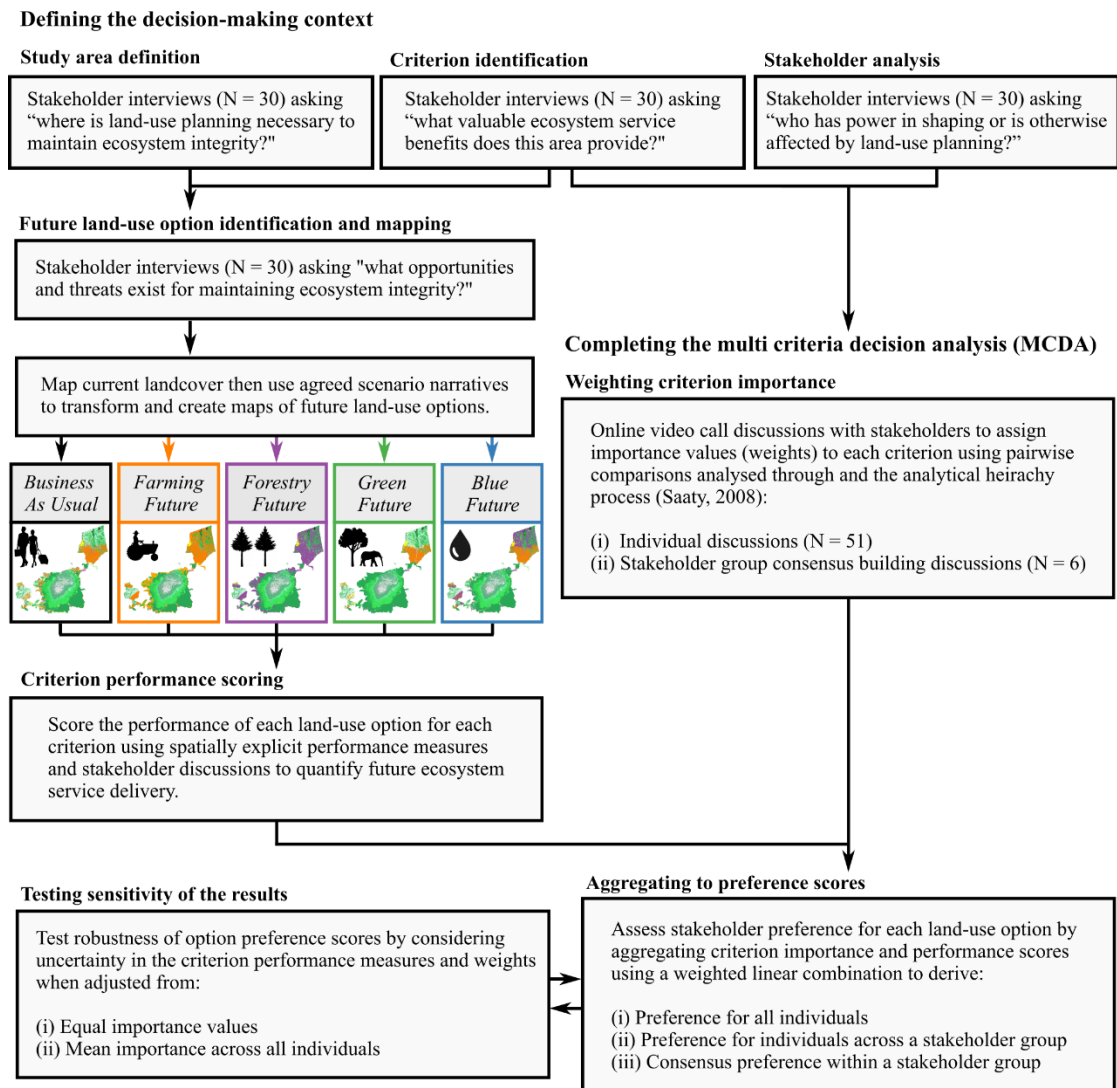 Defining the decision-making context
Study area definition
Stakeholder interviews (N = 30) asking
“where is land-use planning necessary to
maintain ecosystem integrity?"
Criterion identification
Stakeholder interviews (N = 30) asking
“what valuable ecosystem service
benefits does this area provide?"
Stakeholder analysis
Stakeholder interviews (N = 30) asking
“who has power in shaping or is otherwise
affected by land-use planning?”
Future land-use option identification and mapping
Stakeholder interviews (N = 30) asking "what opportunities
and threats exist for maintaining ecosystem integrity?"
Map current landcover then use agreed scenario narratives
to transform and create maps of future land-use options.
Business
As Usual
Farming
Future
Forestry
Future
Green
Future
Blue
Future
Criterion performance scoring
Score the performance of each land-use option for each
criterion using spatially explicit performance measures
and stakeholder discussions to quantify future ecosystem
service delivery.
Completing the multi criteria decision analysis (MCDA)
Weighting criterion importance
Online video call discussions with stakeholders to assign
importance values (weights) to each criterion using pairwise
comparisons analysed through and the analytical heirachy
process (Saaty, 2008):
(i) Individual discussions (N = 51)
(ii) Stakeholder group consensus building discussions (N = 6)
Testing sensitivity of the results
Test robustness of option preference scores by considering
uncertainty in the criterion performance measures and weights
when adjusted from:
(i) Equal importance values
(ii) Mean importance across all individuals
Aggregating to preference scores
Assess stakeholder preference for each land-use option by
aggregating criterion importance and performance scores
using a weighted linear combination to derive:
(i) Preference for all individuals
(ii) Preference for individuals across a stakeholder group
(iii) Consensus preference within a stakeholder group